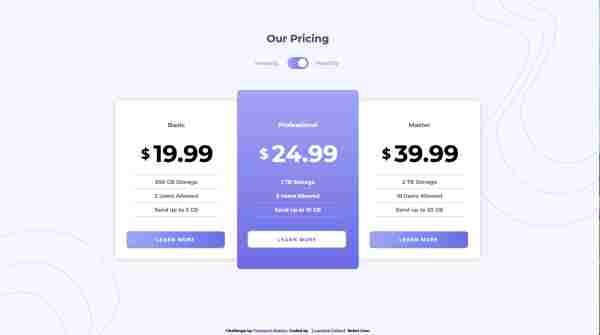 Our Pricing
Annually Monthly
Basic
$ 19.99
500 GB Storage
2 Users Allowed
Send up to 3 GB
LEARN MORE
Professional
$ 24.99
1 TB Storage
5 Users Allowed
Send up to 10 GB
LEARN MORE
Master
$ 39.99
2 TB Storage
10 Users Allowed
Send up to 20 GB
LEARN MORE
Challenge by Frontend Mentor. Coded by